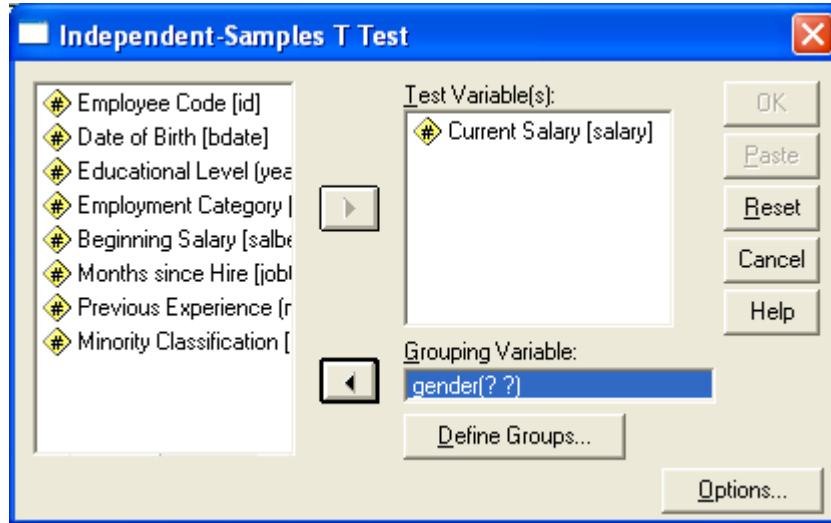 Independent-Samples T Test
Employee Code [id]
Date of Birth [bdate]
Educational Level (yea
Employment Category [
Beginning Salary [salbe
Months since Hire [jobt
Previous Experience (r
Minority Classification [
Test Variable(s):
Current Salary [salary]
Grouping Variable:
gender(? ?)
Define Groups...
OK
Paste
Reset
Cancel
Help
Options...